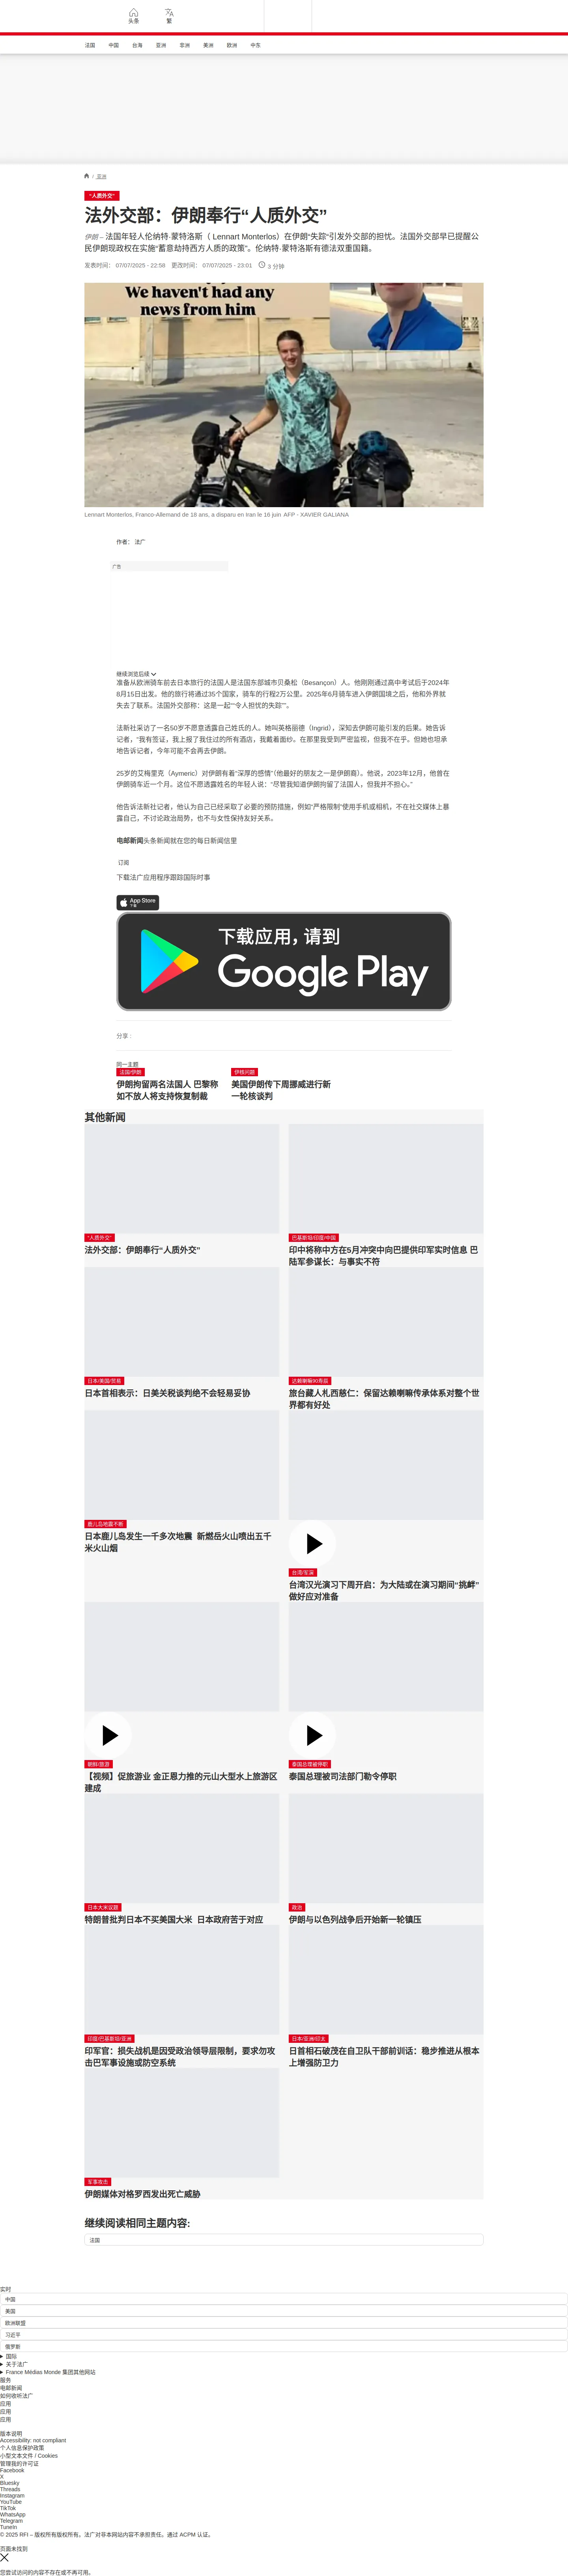 头条
繁
法国
中国
台海
亚洲
非洲
美洲
欧洲
中东
/ 亚洲
“人质外交”
法外交部：伊朗奉行“人质外交”
伊朗 – 法国年轻人伦纳特·蒙特洛斯（ Lennart Monterlos）在伊朗“失踪”引发外交部的担忧。法国外交部早已提醒公
民伊朗现政权在实施“蓄意劫持西方人质的政策”。伦纳特·蒙特洛斯有德法双重国籍。
发表时间： 07/07/2025 - 22:58 更改时间： 07/07/2025 - 23:01 3 分钟
We haven't had any
news from him
Lennart Monterlos, Franco-Allemand de 18 ans, a disparu en Iran le 16 juin AFP - XAVIER GALIANA
作者： 法广
广告
继续浏览后续
准备从欧洲骑车前去日本旅行的法国人是法国东部城市贝桑松（Besançon）人。他刚刚通过高中考试后于2024年
8月15日出发。他的旅行将通过35个国家，骑车的行程2万公里。2025年6月骑车进入伊朗国境之后，他和外界就
失去了联系。法国外交部称：这是一起“”令人担忧的失踪””。
法新社采访了一名50岁不愿意透露自己姓氏的人。她叫英格丽德（Ingrid），深知去伊朗可能引发的后果。她告诉
记者，“我有签证，我上报了我住过的所有酒店，我戴着面纱。在那里我受到严密监视，但我不在乎。但她也坦承
地告诉记者，今年可能不会再去伊朗。
25岁的艾梅里克（Aymeric）对伊朗有着“深厚的感情”（他最好的朋友之一是伊朗裔）。他说，2023年12月，他曾在
伊朗骑车近一个月。这位不愿透露姓名的年轻人说：“尽管我知道伊朗拘留了法国人，但我并不担心。”
他告诉法新社记者，他认为自己已经采取了必要的预防措施，例如“严格限制”使用手机或相机，不在社交媒体上暴
露自己，不讨论政治局势，也不与女性保持友好关系。
电邮新闻头条新闻就在您的每日新闻信里
订阅
下载法广应用程序跟踪国际时事
App Store
下载应用，请到
Google Play
分享 :
同一主题
法国/伊朗
伊朗拘留两名法国人 巴黎称
如不放人将支持恢复制裁
伊核问题
美国伊朗传下周挪威进行新
一轮核谈判
其他新闻
“人质外交”
法外交部：伊朗奉行“人质外交”
巴基斯坦/印度/中国
印中将称中方在5月冲突中向巴提供印军实时信息 巴
陆军参谋长：与事实不符
日本/美国/贸易
日本首相表示：日美关税谈判绝不会轻易妥协
达赖喇嘛90寿辰
旅台藏人札西慈仁：保留达赖喇嘛传承体系对整个世
界都有好处
鹿儿岛地震不断
日本鹿儿岛发生一千多次地震 新燃岳火山喷出五千
米火山烟
台湾/军演
台湾汉光演习下周开启：为大陆或在演习期间“挑衅”
做好应对准备
朝鲜/旅游
【视频】促旅游业 金正恩力推的元山大型水上旅游区
建成
泰国总理被停职
泰国总理被司法部门勒令停职
日本大米议题
特朗普批判日本不买美国大米 日本政府苦于对应
政治
伊朗与以色列战争后开始新一轮镇压
印度/巴基斯坦/亚洲
印军官：损失战机是因受政治领导层限制，要求勿攻
击巴军事设施或防空系统
日本/亚洲/印太
日首相石破茂在自卫队干部前训话：稳步推进从根本
上增强防卫力
军事攻击
伊朗媒体对格罗西发出死亡威胁
继续阅读相同主题内容:
法国
实时
中国
美国
欧洲联盟
习近平
俄罗斯
国际
关于法广
France Médias Monde 集团其他网站
服务
电邮新闻
如何收听法广
应用
应用
应用
版本说明
Accessibility: not compliant
个人信息保护政策
小型文本文件 / Cookies
管理我的许可证
Facebook
X
Bluesky
Threads
Instagram
YouTube
TikTok
WhatsApp
Telegram
TuneIn
© 2025 RFI – 版权所有版权所有。法广对非本网站内容不承担责任。通过 ACPM 认证。
页面未找到
您尝试访问的内容不存在或不再可用。